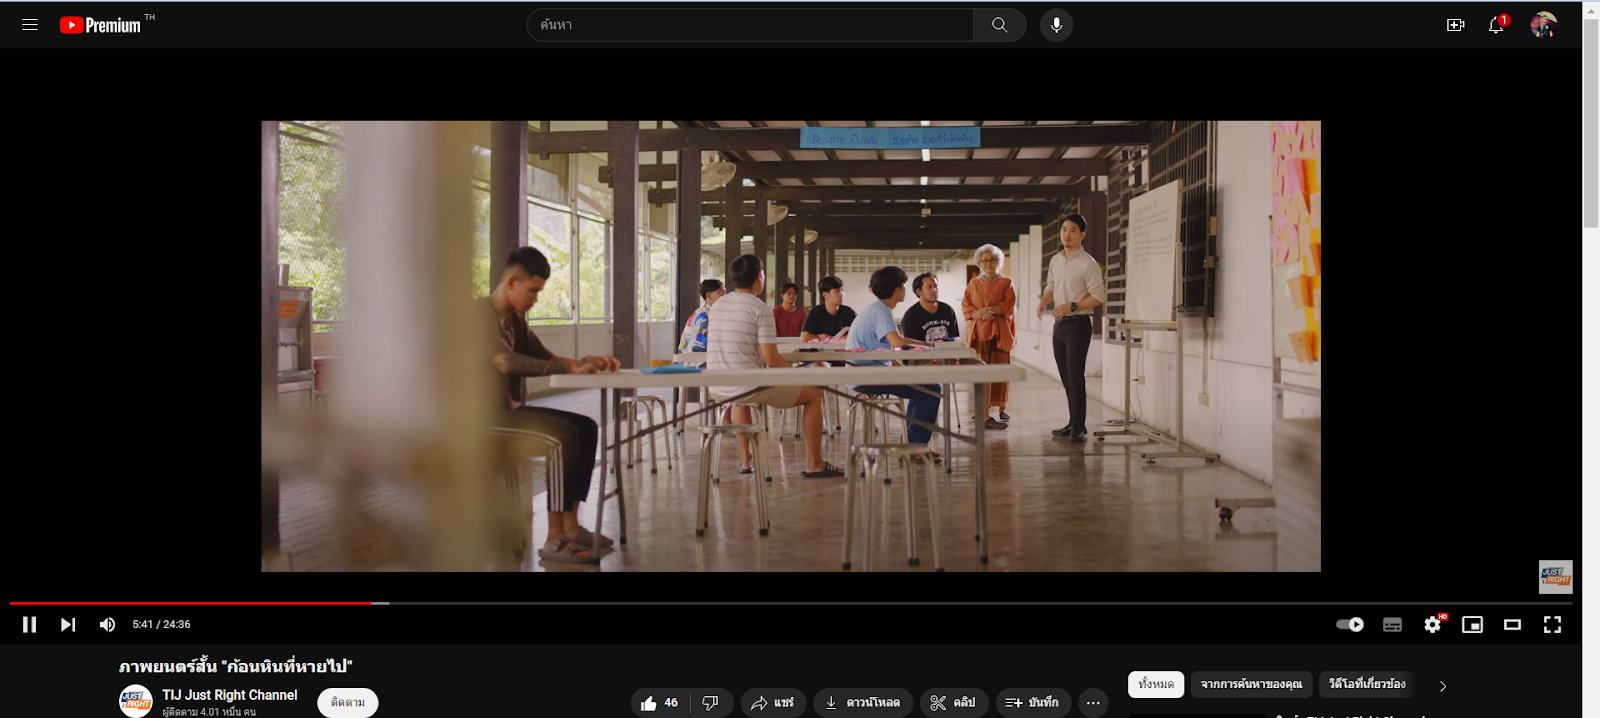 Premium TH
ค้นหา
1
JUST RIGHT
HD
5:41 / 24:36
ภาพยนตร์สั้น "ก้อนหินที่หายไป"
JUST RIGHT
TIJ Just Right Channel
ผู้ติดตาม 4.01 หมื่น คน
ติดตาม
46
แชร์
ดาวน์โหลด
คลิป
บันทึก
ทั้งหมด
จากการค้นหาของคุณ
วิดีโอที่เกี่ยวข้อง